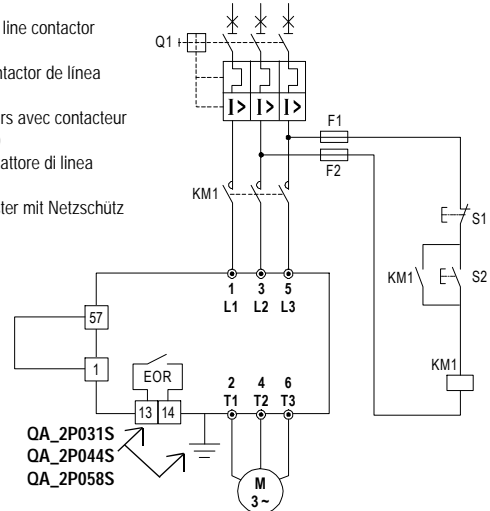 line contactor
ntactor de línea
rs avec contacteur
attore di linea
ter mit Netzschütz
Q1
I> I> I>
F1
F2
KM1
S1
KM1
S2
KM1
1 3 5
L1 L2 L3
57
1
EOR
13 14
2 4 6
T1 T2 T3
QA_2P031S
QA_2P044S
QA_2P058S
M
3~